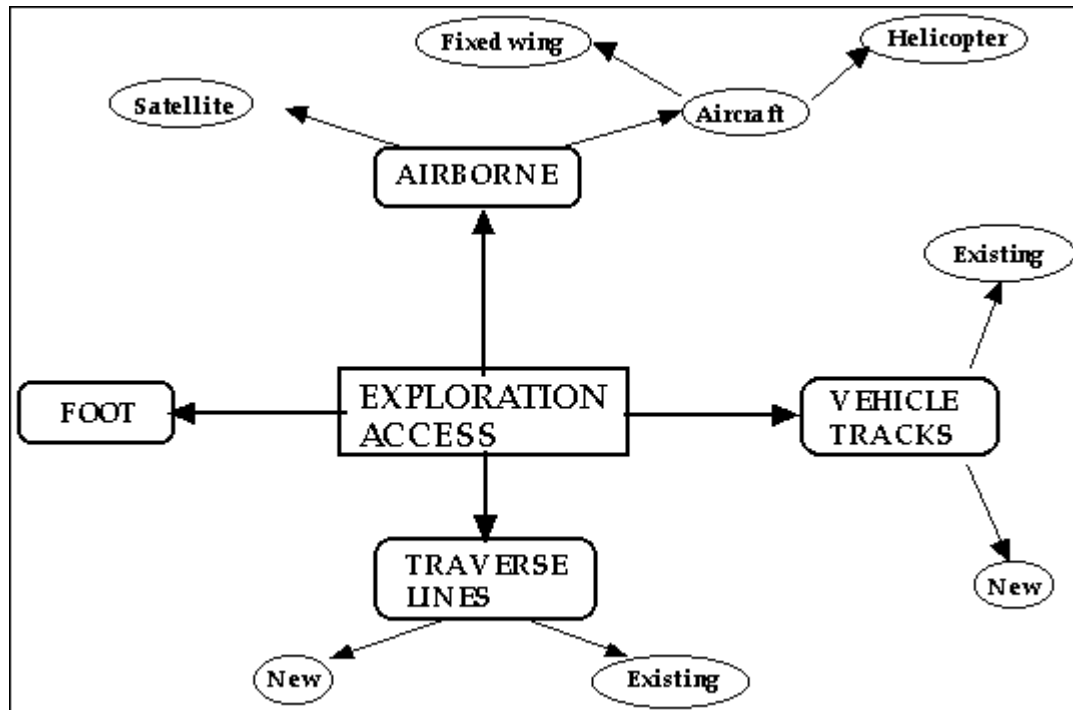 Fixed wing
Helicopter
Satellite
Aircraft
AIRBORNE
Existing
FOOT
EXPLORATION
ACCESS
VEHICLE
TRACKS
TRAVERSE
LINES
New
New
Existing